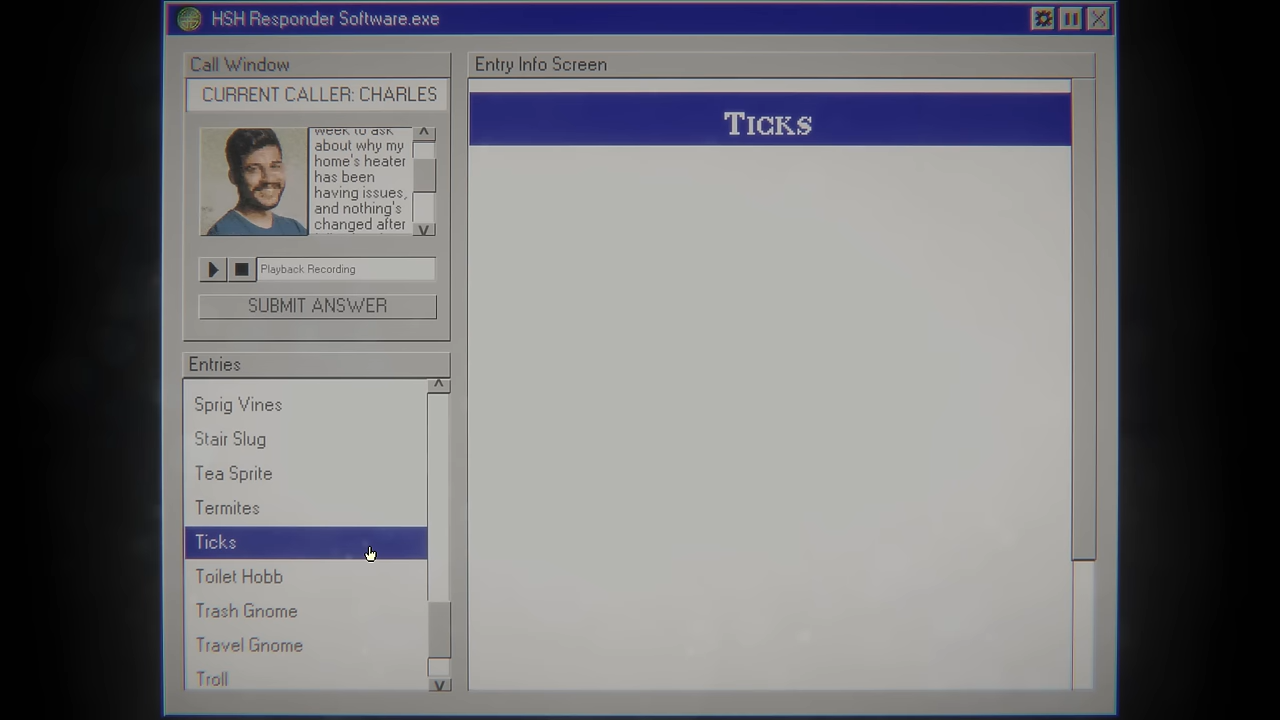 HSH Responder Software.exe
Call Window
CURRENT CALLER: CHARLES
week to ask
about why my
home's heater
has been
having issues,
and nothing's
changed after
Playback Recording
SUBMIT ANSWER
Entries
Sprig Vines
Stair Slug
Tea Sprite
Termites
Ticks
Toilet Hobb
Trash Gnome
Travel Gnome
Troll
Entry Info Screen
Ticks